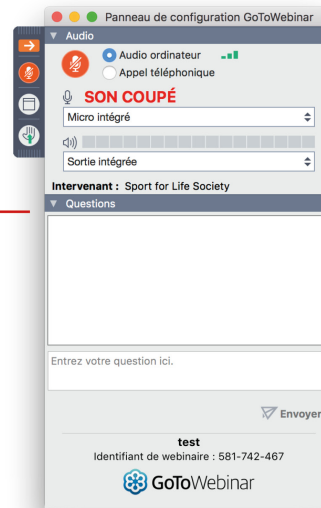 Panneau de configuration GoToWebinar
Audio
Audio ordinateur
Appel téléphonique
SON COUPÉ
Micro intégré
Sortie intégrée
Intervenant : Sport for Life Society
Questions
Entrez votre question ici.
Envoyer
test
Identifiant de webinaire : 581-742-467
GoToWebinar